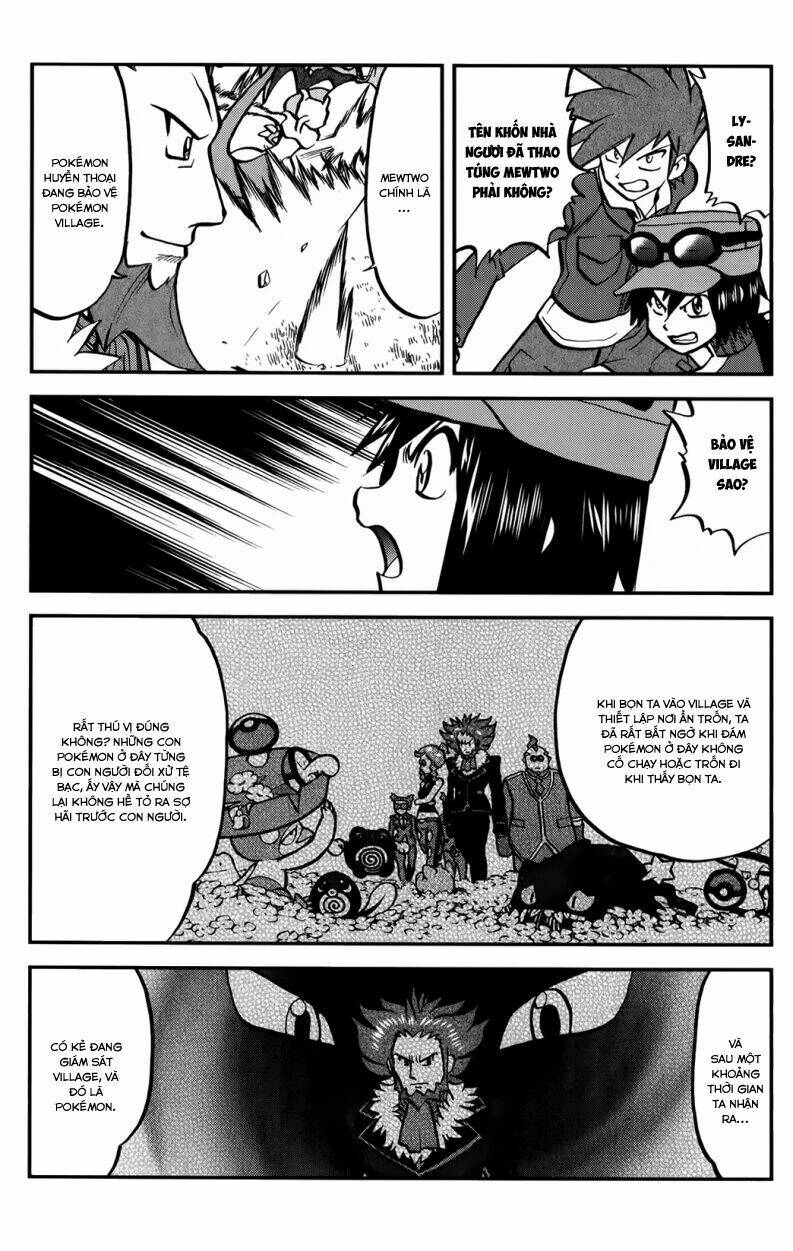 LY-
SAN-
DRE?
TÊN KHỐN NHÀ
NGƯƠI ĐÃ THAO
TÚNG MEWTWO
PHẢI KHÔNG?
MEWTWO
CHÍNH LÀ
...
POKÉMON
HUYỀN THOẠI
ĐANG BẢO VỆ
POKÉMON
VILLAGE.
BẢO VỆ
VILLAGE
SAO?
KHI BỌN TA VÀO VILLAGE VÀ
THIẾT LẬP NƠI ẨN TRỐN, TA
ĐÃ RẤT BẤT NGỜ KHI ĐÁM
POKÉMON Ở ĐÂY KHÔNG
CỐ CHẠY HOẶC TRỐN ĐI
KHI THẤY BỌN TA.
RẤT THÚ VỊ ĐÚNG
KHÔNG? NHỮNG CON
POKÉMON Ở ĐÂY TỪNG
BỊ CON NGƯỜI ĐỐI XỬ TỆ
BẠC, ẤY VẬY MÀ CHÚNG
LẠI KHÔNG HỀ TỎ RA SỢ
HÃI TRƯỚC CON NGƯỜI.
VÀ
SAU MỘT
KHOẢNG
THỜI GIAN
TA NHẬN
RA...
CÓ KẺ ĐANG
GIÁM SÁT
VILLAGE, VÀ
ĐÓ LÀ
POKÉMON.